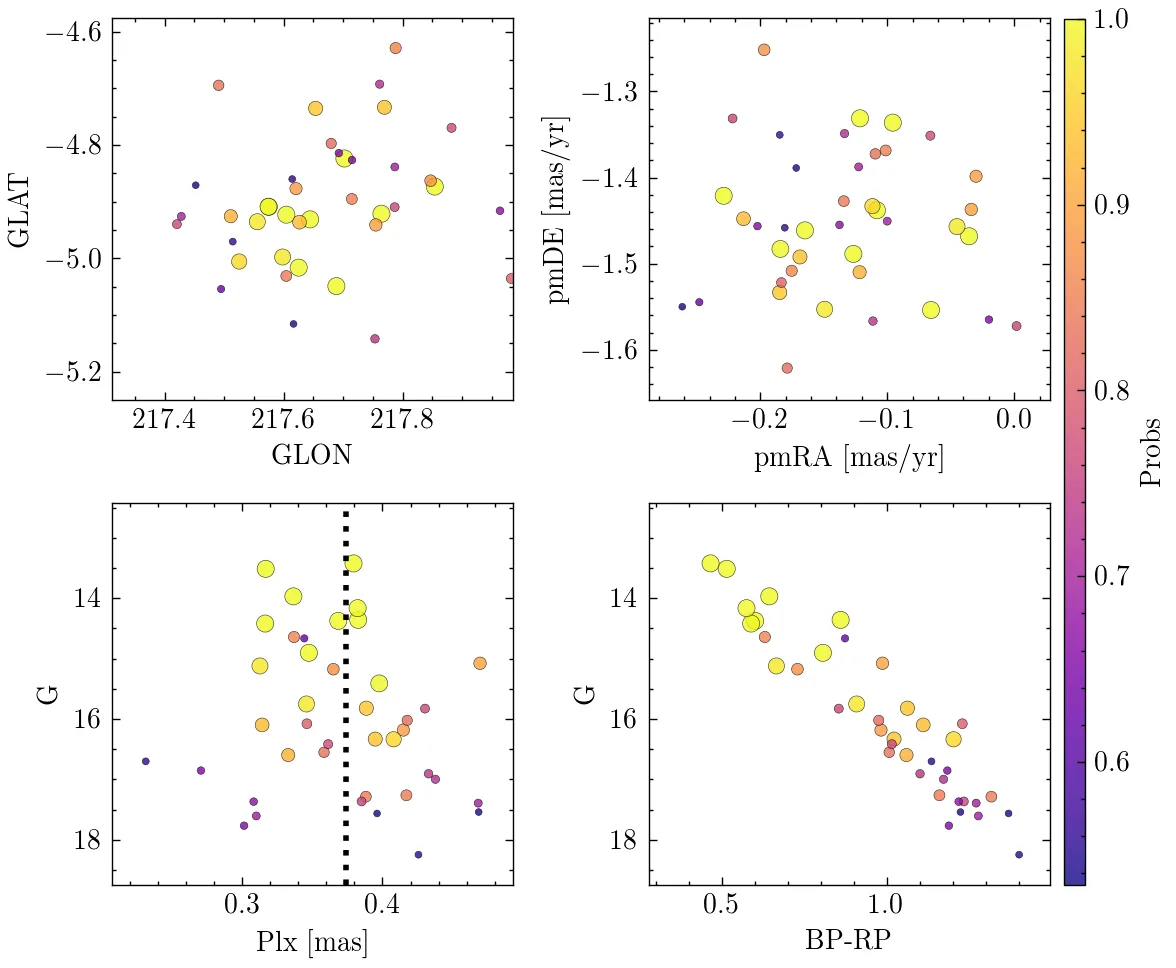 −4.6
−4.8
−5.0
−5.2
GLAT
217.4 217.6 217.8
GLON
−1.3
−1.4
−1.5
−1.6
pmDE [mas/yr]
−0.2 −0.1 0.0
pmRA [mas/yr]
1.0
0.9
0.8
0.7
0.6
Probs
14
16
18
G
0.3 0.4
Plx [mas]
14
16
18
G
0.5 1.0
BP-RP